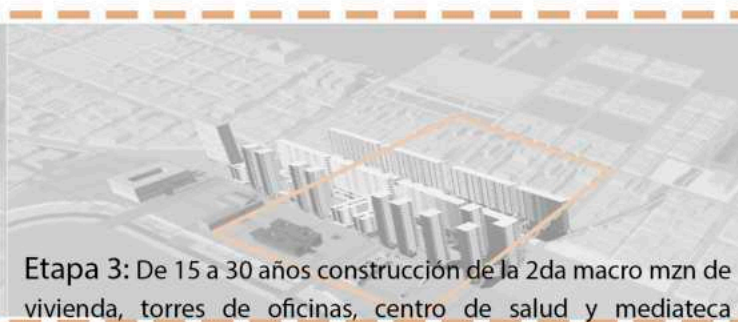 Etapa 3: De 15 a 30 años construcción de la 2da macro mzn de
vivienda, torres de oficinas, centro de salud y mediateca